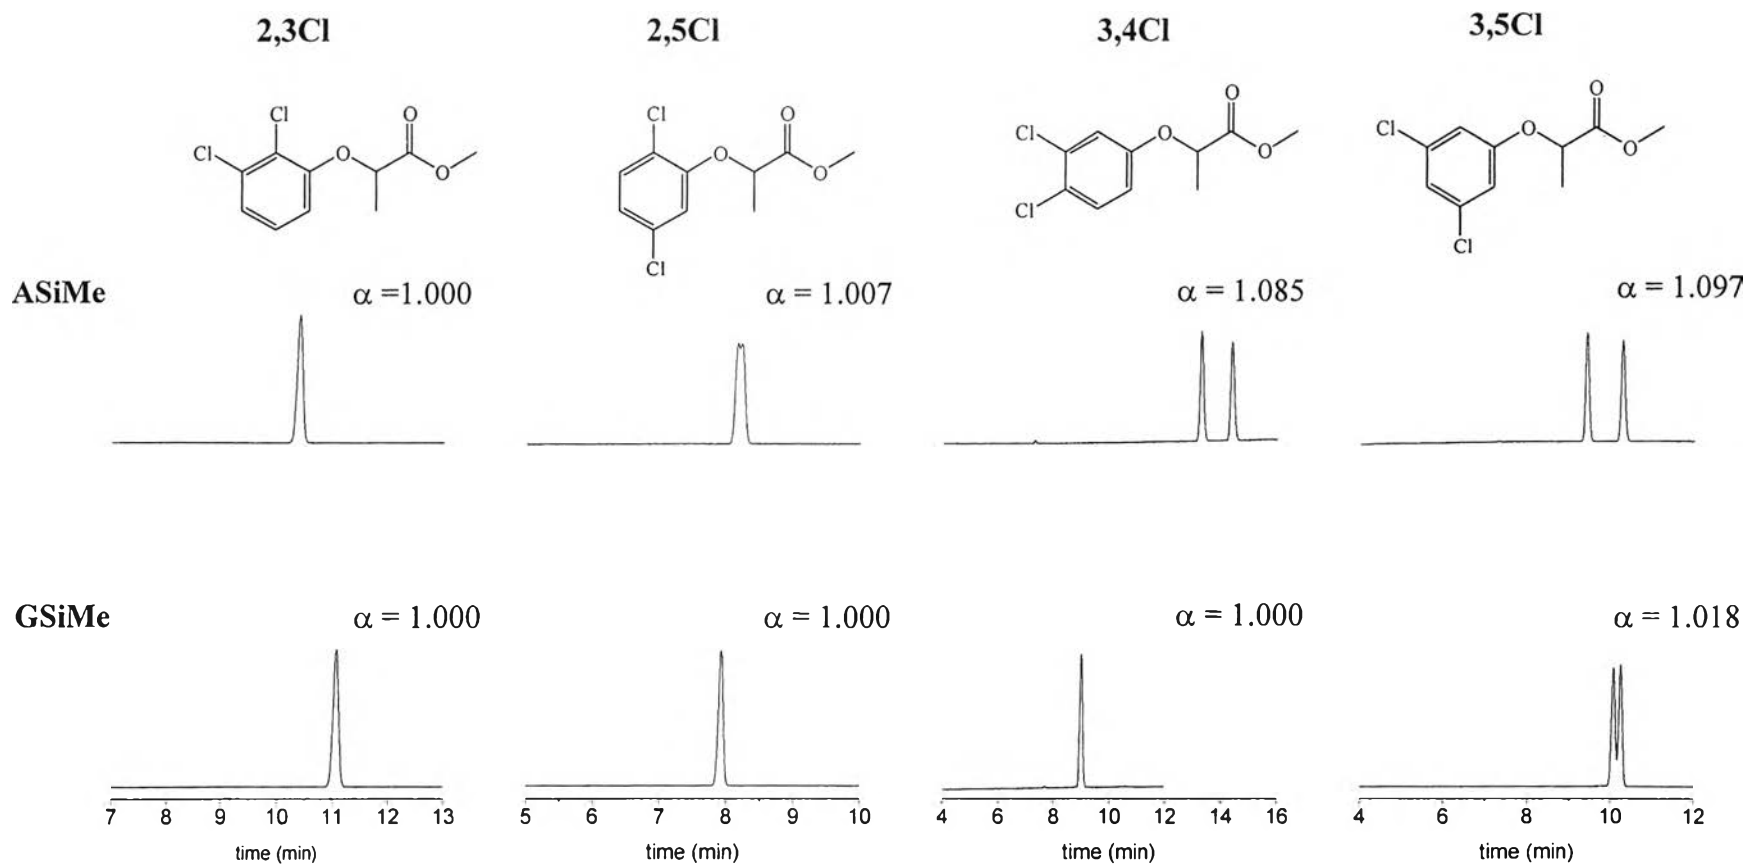 2,3Cl 2,5Cl 3,4Cl 3,5Cl
Cl Cl O O
Cl O O
Cl O O Cl
Cl O O Cl
Cl O O Cl
ASiMe α =1.000 α = 1.007 α = 1.085 α = 1.097
GSiMe α = 1.000 α = 1.000 α = 1.000 α = 1.018
7 8 9 10 11 12 13 5 6 7 8 9 10 4 6 8 10 12 14 16 4 6 8 10 12
time (min) time (min) time (min) time (min)